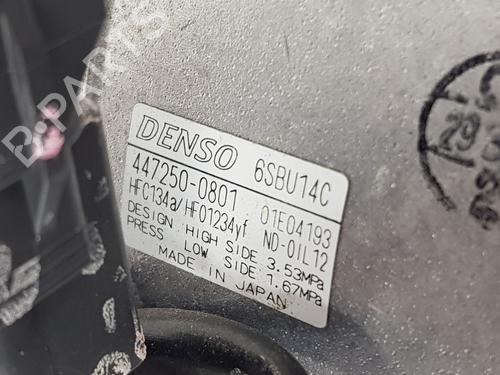 DENSO 6SBU14C
447250-0801 01E04193
HFC134a/HFO1234yf ND-OIL12
DESIGN HIGH SIDE 3.53MPa
PRESS LOW SIDE 1.67MPa
MADE IN JAPAN
B-PARTS
29